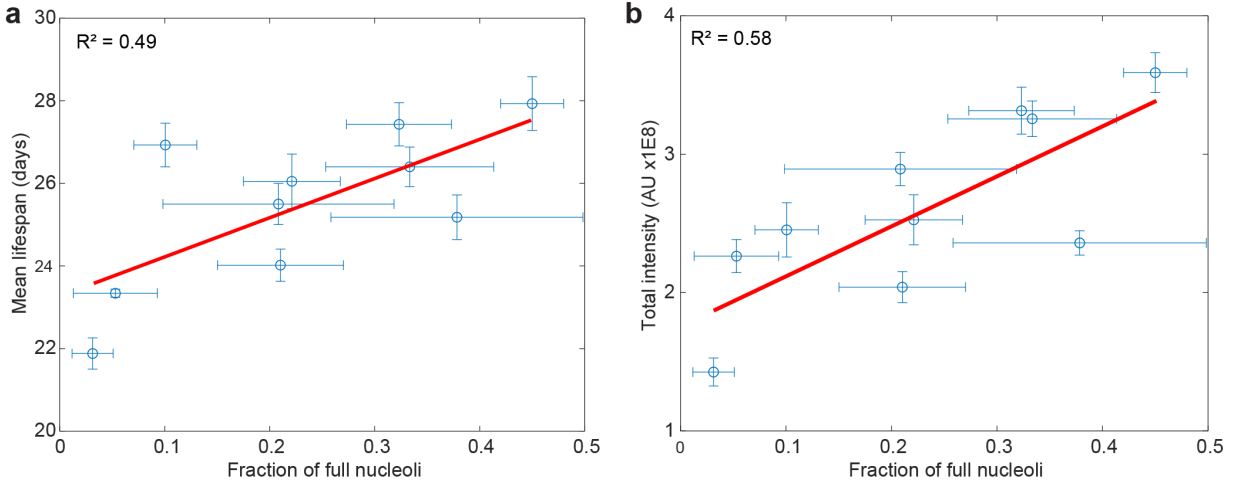 a
R² = 0.49
Mean lifespan (days)
30
28
26
24
22
20
0
0.1
0.2
0.3
0.4
0.5
Fraction of full nucleoli
b
R² = 0.58
Total intensity (AU x1E8)
4
3
2
1
0
0.1
0.2
0.3
0.4
0.5
Fraction of full nucleoli